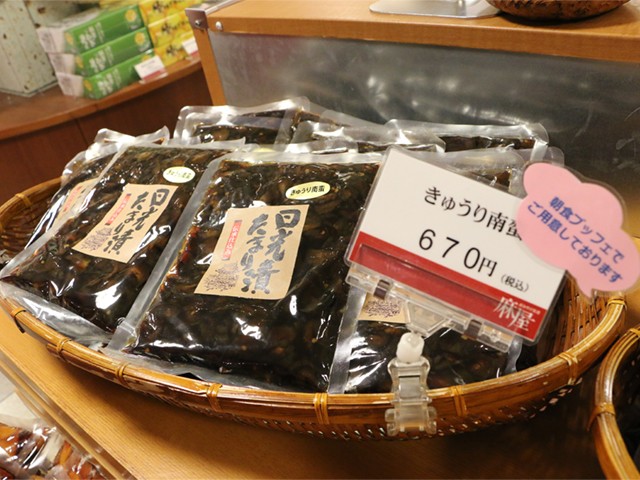 きゅうり南蛮
670円
(税込)
朝食ブッフェで
ご用意しております
きゅうり南蛮
日光
たまり漬
日光
たまり漬